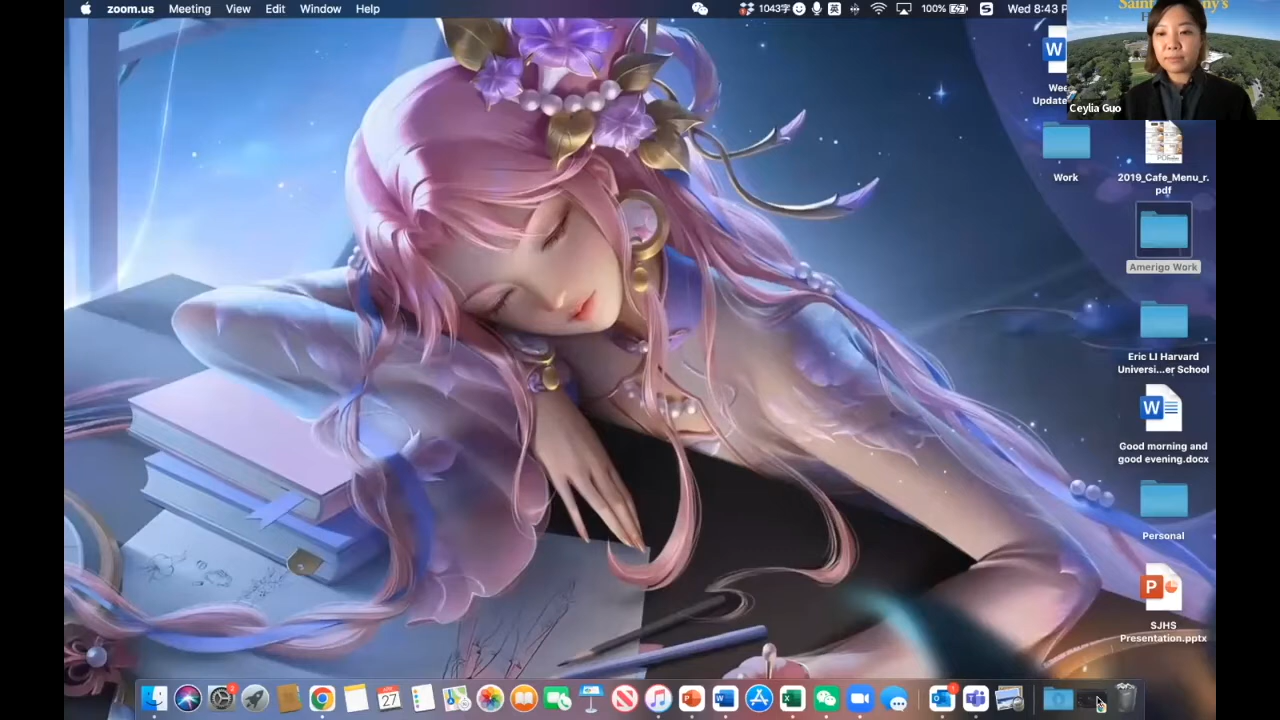 zoom.us Meeting View Edit Window Help 1043字 英 100% Wed 8:43
Ceylia Guo
Work
2019_Cafe_Menu_r.
pdf
Amerigo Work
Eric LI Harvard
Universi...er School
Good morning and
good evening.docx
Personal
SJHS
Presentation.pptx
APR
27